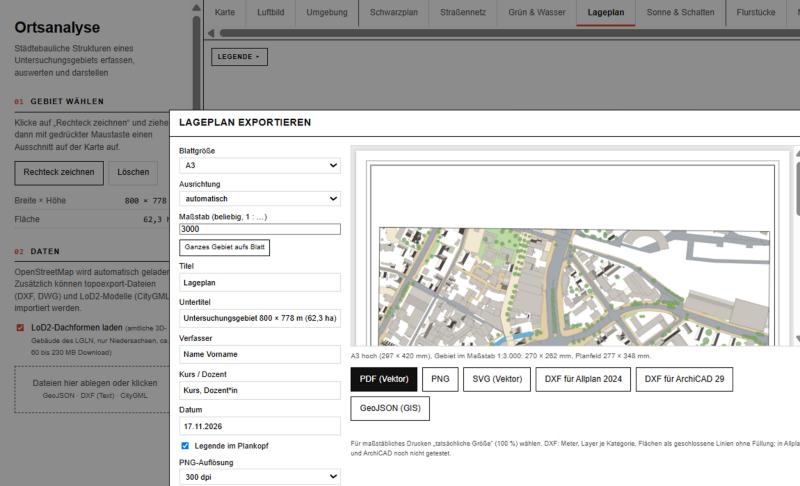 Karte Luftbild Umgebung Schwarzplan Straßennetz Grün & Wasser Lageplan Sonne & Schatten Flurstücke
Ortsanalyse
Städtebauliche Strukturen eines
Untersuchungsgebiets erfassen,
auswerten und darstellen
LEGENDE
01 GEBIET WÄHLEN
Klicke auf „Rechteck zeichnen“ und ziehe
dann mit gedrückter Maustaste einen
Ausschnitt auf der Karte auf.
Rechteck zeichnen Löschen
Breite × Höhe 800 × 778
Fläche 62,3
02 DATEN
OpenStreetMap wird automatisch geladen
Zusätzlich können topoexport-Dateien
(DXF, DWG) und LoD2-Modelle (CityGML
importiert werden.
LoD2-Dachformen laden (amtliche 3D-
Gebäude des LGLN, nur Niedersachsen, ca.
60 bis 230 MB Download)
Dateien hier ablegen oder klicken
GeoJSON · DXF (Text) · CityGML
LAGEPLAN EXPORTIEREN
Blattgröße
A3
Ausrichtung
automatisch
Maßstab (beliebig, 1 : …)
3000
Ganzes Gebiet aufs Blatt
Titel
Lageplan
Untertitel
Untersuchungsgebiet 800 × 778 m (62,3 ha)
Verfasser
Name Vorname
Kurs / Dozent
Kurs, Dozent*in
Datum
17.11.2026
Legende im Plankopf
PNG-Auflösung
300 dpi
A3 hoch (297 × 420 mm), Gebiet im Maßstab 1:3.000: 270 × 262 mm, Planfeld 277 × 348 mm.
PDF (Vektor) PNG SVG (Vektor) DXF für Allplan 2024 DXF für ArchiCAD 29
GeoJSON (GIS)
Für maßstäbliches Drucken „tatsächliche Größe“ (100 %) wählen. DXF: Meter, Layer je Kategorie, Flächen als geschlossene Linien ohne Füllung; in Allpla
und ArchiCAD noch nicht getestet.